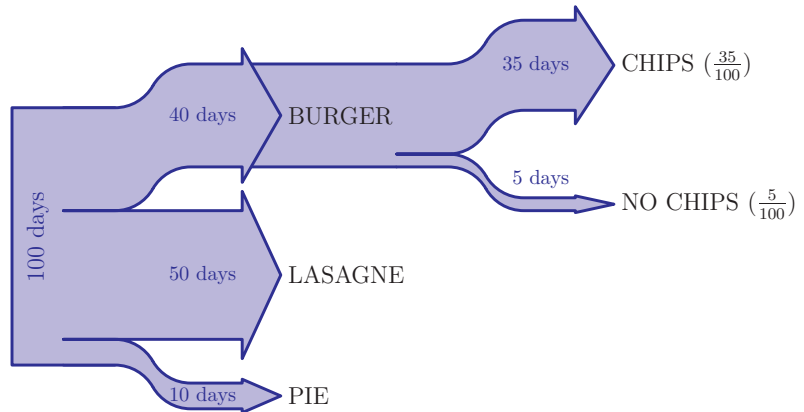 35 days
CHIPS (35/100)
40 days
BURGER
5 days
NO CHIPS (5/100)
100 days
50 days
LASAGNE
10 days
PIE